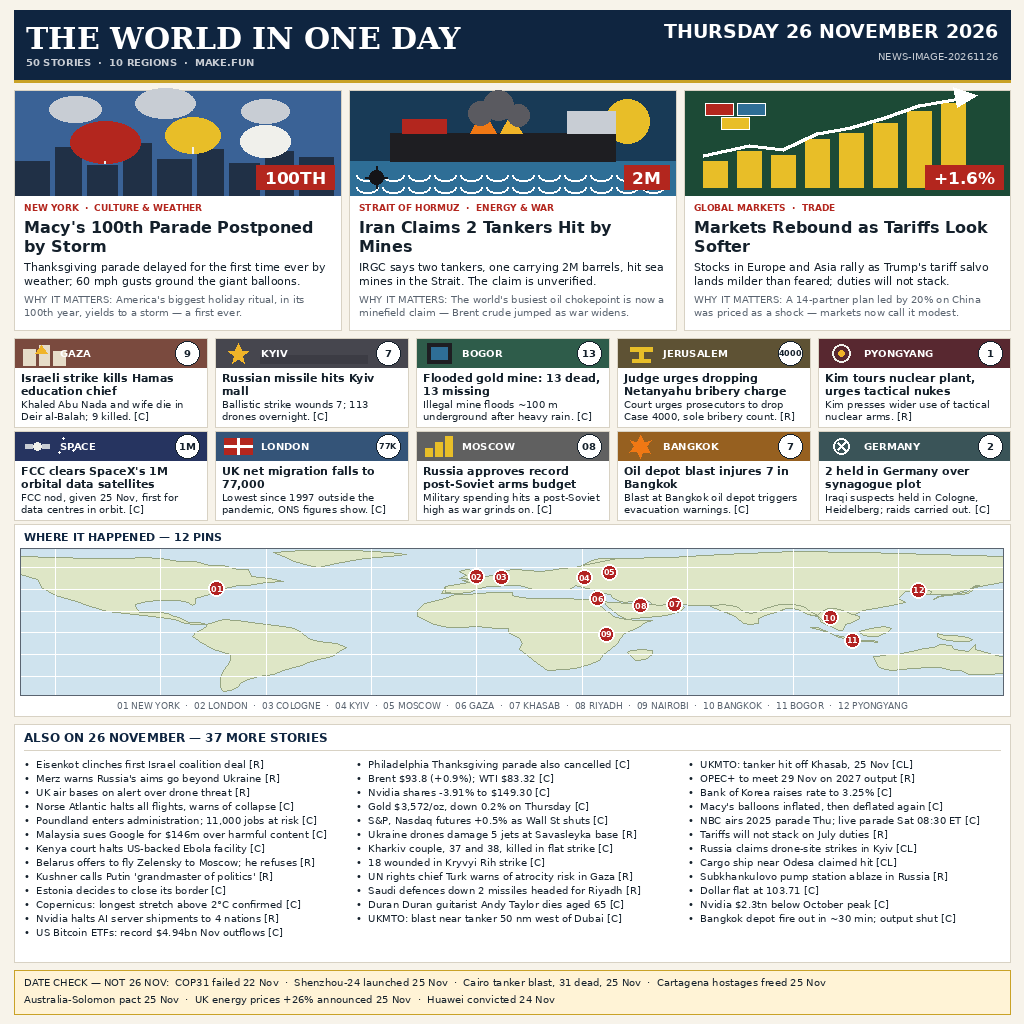 THE WORLD IN ONE DAY
50 STORIES · 10 REGIONS · MAKE.FUN
THURSDAY 26 NOVEMBER 2026
NEWS-IMAGE-20261126
100TH
NEW YORK · CULTURE & WEATHER
Macy's 100th Parade Postponed
by Storm
Thanksgiving parade delayed for the first time ever by
weather; 60 mph gusts ground the giant balloons.
WHY IT MATTERS: America's biggest holiday ritual, in its
100th year, yields to a storm — a first ever.
2M
STRAIT OF HORMUZ · ENERGY & WAR
Iran Claims 2 Tankers Hit by
Mines
IRGC says two tankers, one carrying 2M barrels, hit sea
mines in the Strait. The claim is unverified.
WHY IT MATTERS: The world's busiest oil chokepoint is now a
minefield claim — Brent crude jumped as war widens.
+1.6%
GLOBAL MARKETS · TRADE
Markets Rebound as Tariffs Look
Softer
Stocks in Europe and Asia rally as Trump's tariff salvo
lands milder than feared; duties will not stack.
WHY IT MATTERS: A 14-partner plan led by 20% on China
was priced as a shock — markets now call it modest.
GAZA
9
Israeli strike kills Hamas
education chief
Khaled Abu Nada and wife die in
Deir al-Balah; 9 killed. [C]
KYIV
7
Russian missile hits Kyiv
mall
Ballistic strike wounds 7; 113
drones overnight. [C]
BOGOR
13
Flooded gold mine: 13 dead,
13 missing
Illegal mine floods ~100 m
underground after heavy rain. [C]
JERUSALEM
4000
Judge urges dropping
Netanyahu bribery charge
Court urges prosecutors to drop
Case 4000, sole bribery count. [R]
PYONGYANG
1
Kim tours nuclear plant,
urges tactical nukes
Kim presses wider use of tactical
nuclear arms. [R]
SPACE
1M
FCC clears SpaceX's 1M
orbital data satellites
FCC nod, given 25 Nov, first for
data centres in orbit. [C]
LONDON
77K
UK net migration falls to
77,000
Lowest since 1997 outside the
pandemic, ONS figures show. [C]
MOSCOW
08
Russia approves record
post-Soviet arms budget
Military spending hits a post-Soviet
high as war grinds on. [C]
BANGKOK
7
Oil depot blast injures 7 in
Bangkok
Blast at Bangkok oil depot triggers
evacuation warnings. [C]
GERMANY
2
2 held in Germany over
synagogue plot
Iraqi suspects held in Cologne,
Heidelberg; raids carried out. [C]
WHERE IT HAPPENED — 12 PINS
01
02
03
04
05
06
07
08
09
10
11
12
01 NEW YORK · 02 LONDON · 03 COLOGNE · 04 KYIV · 05 MOSCOW · 06 GAZA · 07 KHASAB · 08 RIYADH · 09 NAIROBI · 10 BANGKOK · 11 BOGOR · 12 PYONGYANG
ALSO ON 26 NOVEMBER — 37 MORE STORIES
• Eisenkot clinches first Israel coalition deal [R]
• Merz warns Russia's aims go beyond Ukraine [R]
• UK air bases on alert over drone threat [R]
• Norse Atlantic halts all flights, warns of collapse [C]
• Poundland enters administration; 11,000 jobs at risk [C]
• Malaysia sues Google for $146m over harmful content [C]
• Kenya court halts US-backed Ebola facility [C]
• Belarus offers to fly Zelensky to Moscow; he refuses [R]
• Kushner calls Putin 'grandmaster of politics' [R]
• Estonia decides to close its border [C]
• Copernicus: longest stretch above 2°C confirmed [C]
• Nvidia halts AI server shipments to 4 nations [R]
• US Bitcoin ETFs: record $4.94bn Nov outflows [C]
• Philadelphia Thanksgiving parade also cancelled [C]
• Brent $93.8 (+0.9%); WTI $83.32 [C]
• Nvidia shares -3.91% to $149.30 [C]
• Gold $3,572/oz, down 0.2% on Thursday [C]
• S&P, Nasdaq futures +0.5% as Wall St shuts [C]
• Ukraine drones damage 5 jets at Savasleyka base [R]
• Kharkiv couple, 37 and 38, killed in flat strike [C]
• 18 wounded in Kryvyi Rih strike [C]
• UN rights chief Turk warns of atrocity risk in Gaza [R]
• Saudi defences down 2 missiles headed for Riyadh [R]
• Duran Duran guitarist Andy Taylor dies aged 65 [C]
• UKMTO: blast near tanker 50 nm west of Dubai [C]
• UKMTO: tanker hit off Khasab, 25 Nov [CL]
• OPEC+ to meet 29 Nov on 2027 output [R]
• Bank of Korea raises rate to 3.25% [C]
• Macy's balloons inflated, then deflated again [C]
• NBC airs 2025 parade Thu; live parade Sat 08:30 ET [C]
• Tariffs will not stack on July duties [R]
• Russia claims drone-site strikes in Kyiv [CL]
• Cargo ship near Odesa claimed hit [CL]
• Subkhankulovo pump station ablaze in Russia [R]
• Dollar flat at 103.71 [C]
• Nvidia $2.3tn below October peak [C]
• Bangkok depot fire out in ~30 min; output shut [C]
DATE CHECK — NOT 26 NOV: COP31 failed 22 Nov · Shenzhou-24 launched 25 Nov · Cairo tanker blast, 31 dead, 25 Nov · Cartagena hostages freed 25 Nov
Australia-Solomon pact 25 Nov · UK energy prices +26% announced 25 Nov · Huawei convicted 24 Nov